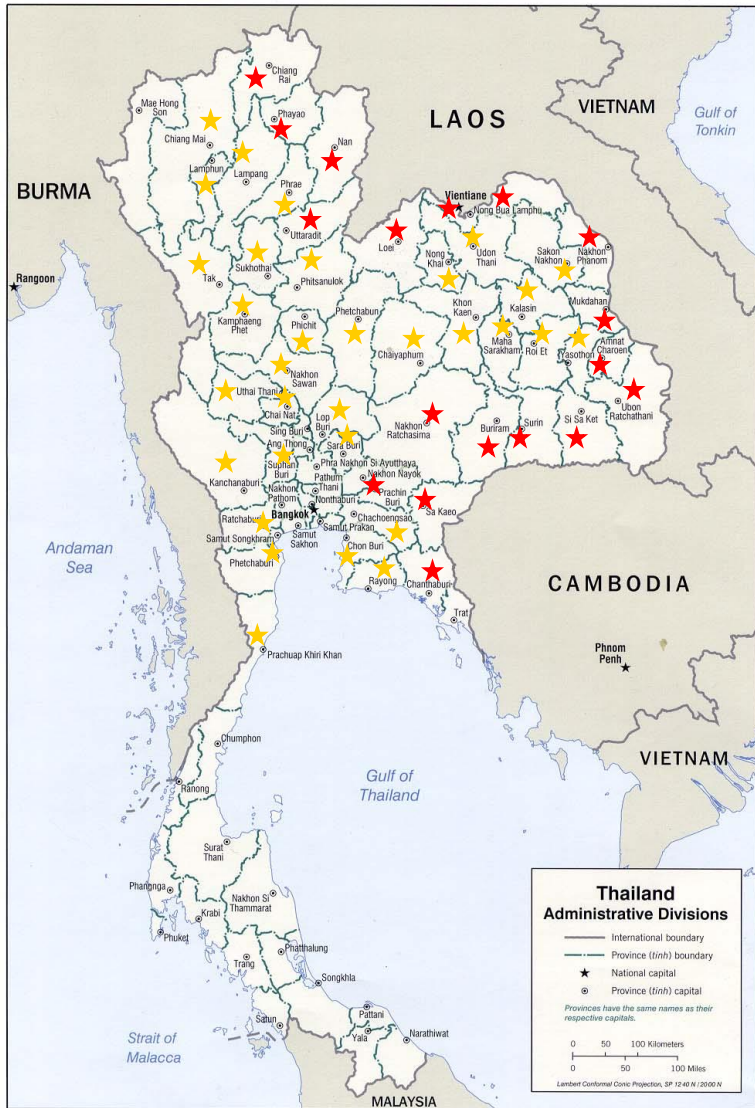 Chiang
Rai
Mae Hong
Son
Phayao
LAOS
VIETNAM
Gulf of
Tonkin
Chiang Mai
Nan
Lamphun
Lampang
Phrae
BURMA
Vientiane
Nong Bua Lamphu
Uttaradit
Loei
Nong
Khai
Udon
Thani
Sakon
Nakhon
Nakhon
Phanom
Rangoon
Tak
Sukhothai
Phitsanulok
Kamphaeng
Phet
Phichit
Phetchabun
Khon
Kaen
Kalasin
Mukdahan
Chaiyaphum
Maha
Sarakham
Roi Et
Yasothon
Amnat
Charoen
Nakhon
Sawan
Uthai Thani
Chai Nat
Ubon
Ratchathani
Lop
Buri
Sing Buri
Nakhon
Ratchasima
Buriram
Surin
Si Sa Ket
Ang Thong
Sara Buri
Suphan
Buri
Phra Nakhon Si Ayutthaya
Kanchanaburi
Pathum
Thani
Nakhon Nayok
Nakhon
Pathom
Prachin
Buri
Nonthaburi
Sa Kaeo
Bangkok
Ratchaburi
Chachoengsao
Samut Prakan
Samut Songkhram
Samut
Sakhon
Chon Buri
Phetchaburi
Andaman
Sea
Rayong
Chanthaburi
CAMBODIA
Trat
Prachuap Khiri Khan
Phnom
Penh
Chumphon
VIETNAM
Ranong
Gulf of
Thailand
Surat
Thani
Phangnga
Nakhon Si
Thammarat
Krabi
Phuket
Phatthalung
Trang
Songkhla
Satun
Pattani
Yala
Narathiwat
Strait of
Malacca
MALAYSIA
Thailand
Administrative Divisions
International boundary
Province (tinh) boundary
National capital
Province (tinh) capital
Provinces have the same names as their
respective capitals.
0 50 100 Kilometers
0 50 100 Miles
Lambert Conformal Conic Projection, SP 12 40 N / 20 00 N